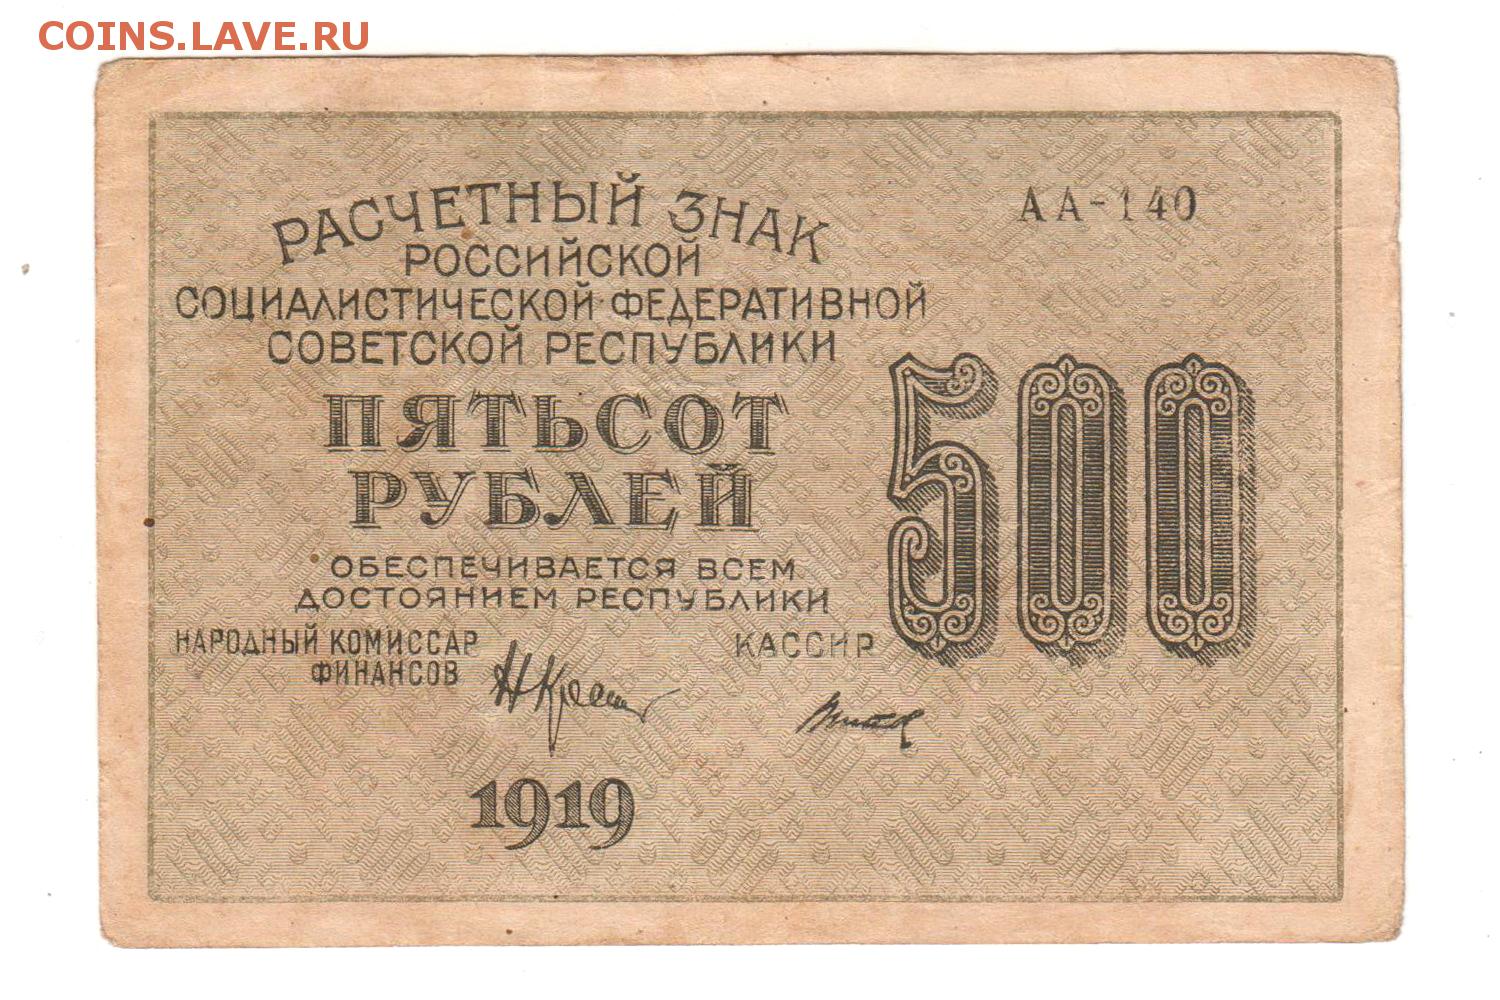 COINS.LAVE.RU
АА-140
РАСЧЕТНЫЙ ЗНАК
РОССИЙСКОЙ
СОЦИАЛИСТИЧЕСКОЙ ФЕДЕРАТИВНОЙ
СОВЕТСКОЙ РЕСПУБЛИКИ
ПЯТЬСОТ
РУБЛЕЙ
500
ОБЕСПЕЧИВАЕТСЯ ВСЕМ
ДОСТОЯНИЕМ РЕСПУБЛИКИ
НАРОДНЫЙ КОМИССАР
ФИНАНСОВ
КАССИР
1919